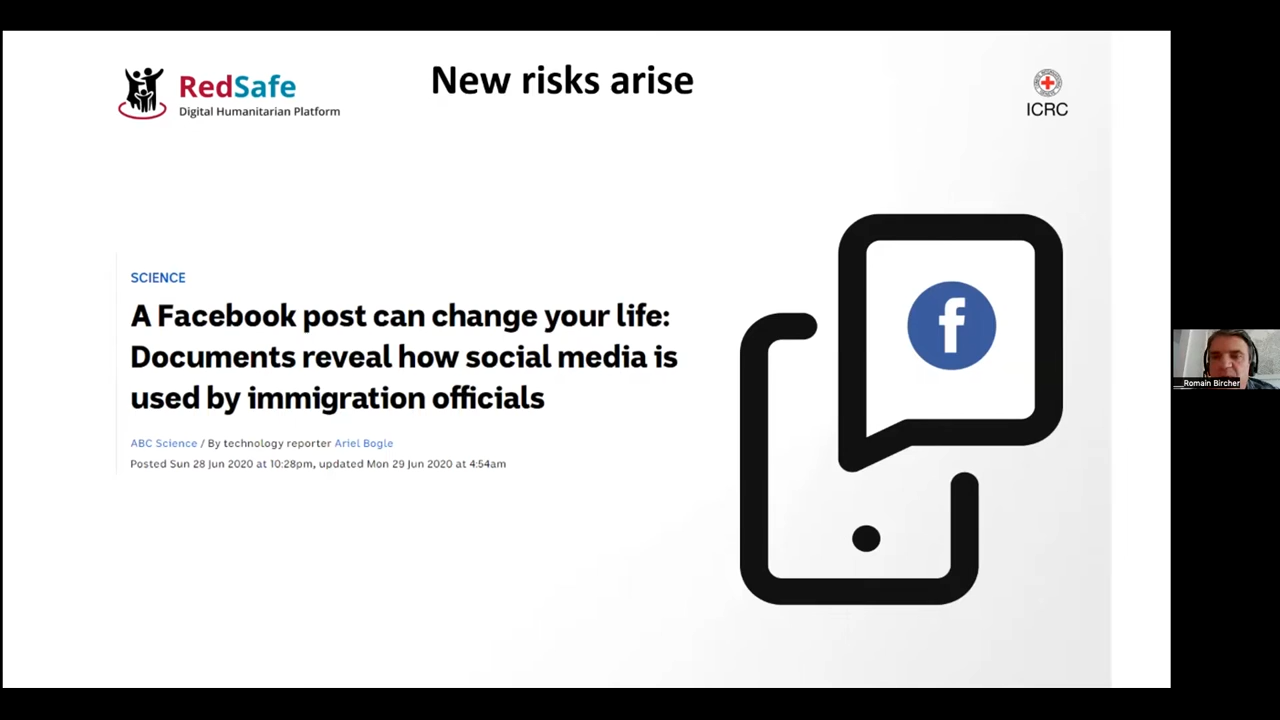 New risks arise
RedSafe
Digital Humanitarian Platform
ICRC
SCIENCE
A Facebook post can change your life:
Documents reveal how social media is
used by immigration officials
ABC Science / By technology reporter Ariel Bogle
Posted Sun 28 Jun 2020 at 10:28pm, updated Mon 29 Jun 2020 at 4:54am
f
Romain Bircher